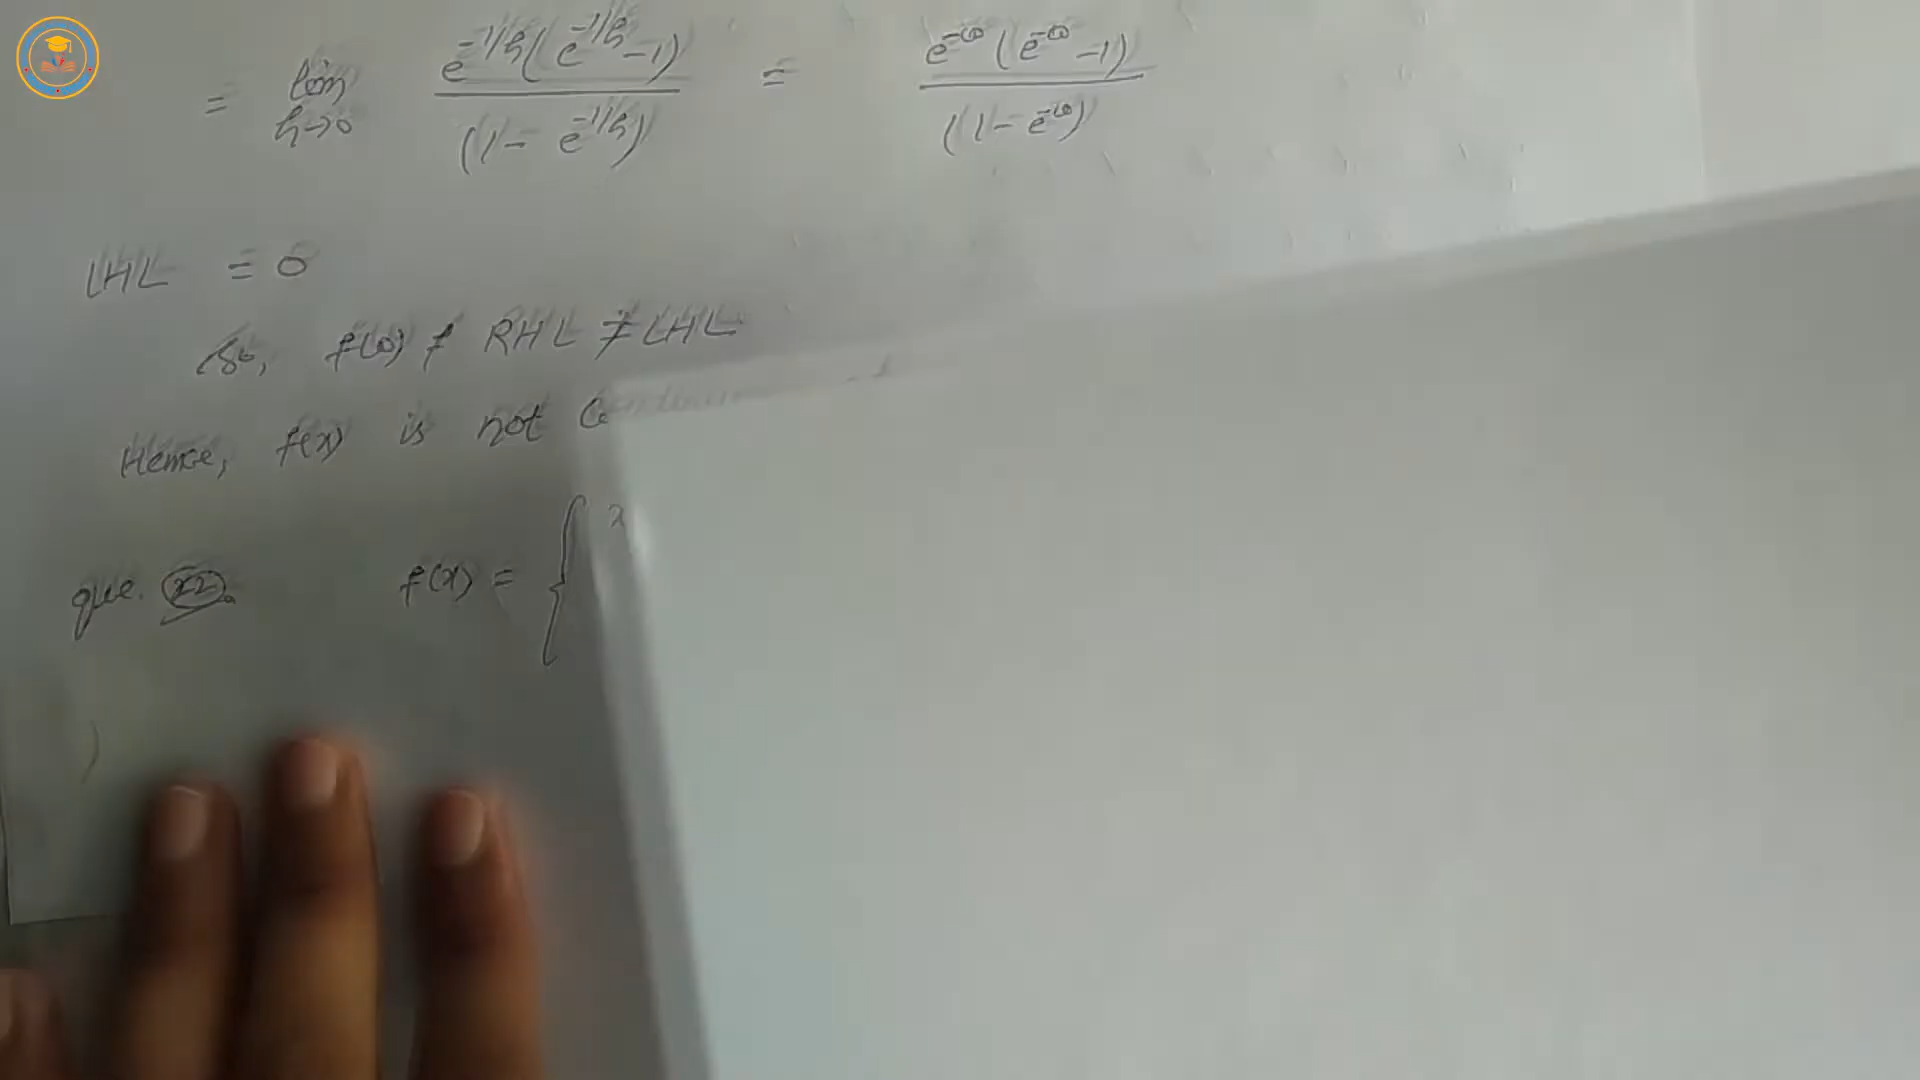 = lim h→0 e^{-1/h}(e^{-1/h} -1) / (1 - e^{-1/h}) = e^{-∞}(e^{-∞} -1) / (1 - e^{-∞})
LHL = 0
So, f(0) ≠ RHL ≠ LHL
Hence, f(x) is not
que. 22. f(x) = {